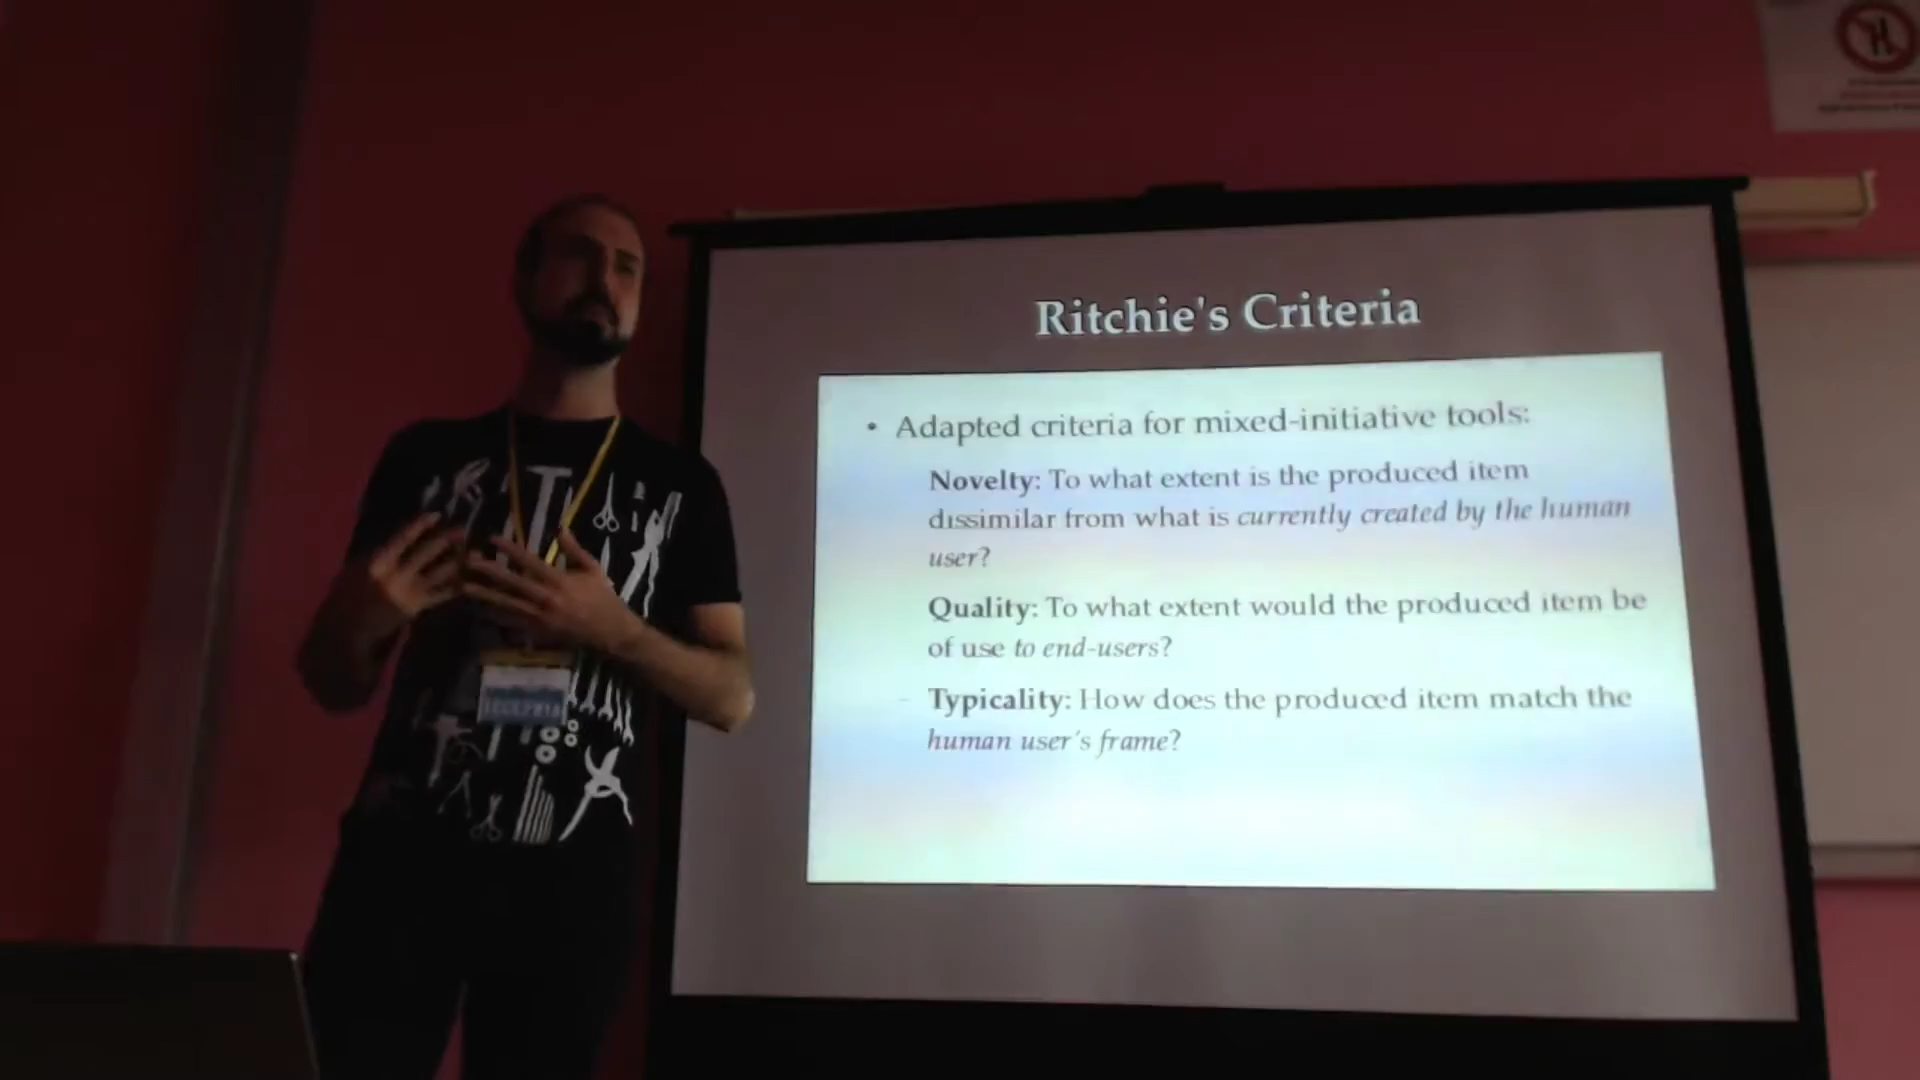 Ritchie's Criteria
• Adapted criteria for mixed-initiative tools:
Novelty: To what extent is the produced item
dissimilar from what is currently created by the human
user?
Quality: To what extent would the produced item be
of use to end-users?
– Typicality: How does the produced item match the
human user's frame?